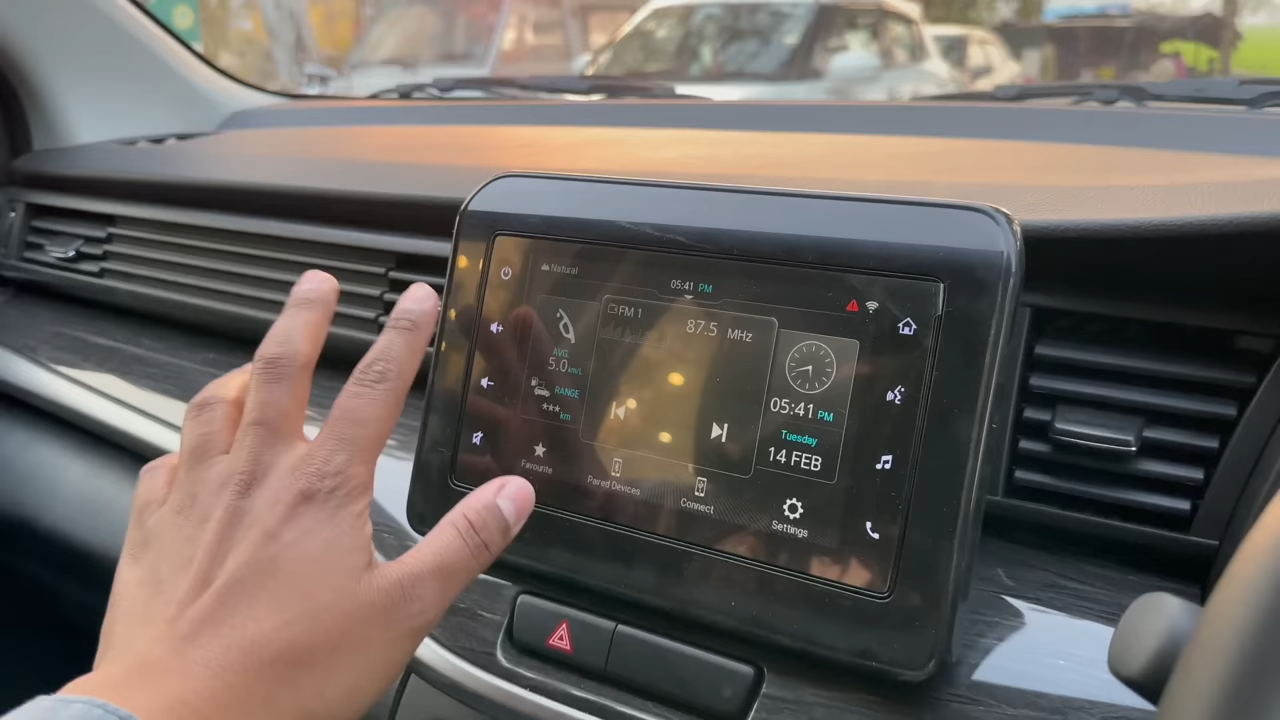 Natural
05:41 PM
FM 1
87.5 MHz
AVG.
5.0 km/L
RANGE
*** km
05:41 PM
Tuesday
14 FEB
Favourite
Paired Devices
Connect
Settings